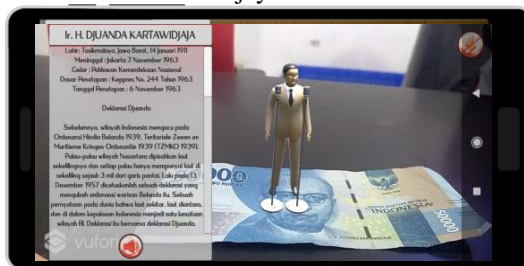 Ir. H. DJUANDA KARTAWIDJAJA
Lahir: Tasikmalaya, Jawa Barat, 14 Januari 1911
Meninggal : Jakarta 7 November 1963
Gelar : Pahlawan Kemerdekaan Nasional
Dasar Penetapan : Keppres No. 244 Tahun 1963
Tanggal Penetapan : 6 November 1963
Deklarasi Djuanda
Sebelumnya, wilayah Indonesia mengacu pada
Ordonansi Hindia Belanda 1939, Teritoriale Zeeen en
Maritieme Kringen Ordonantie 1939 (TZMKO 1939).
Pulau-pulau wilayah Nusantara dipisahkan laut
sekelilingnya dan setiap pulau hanya mempunyai laut di
sekeliling sejauh 3 mil dari garis pantai. Lalu pada 13
Desember 1957 dicetuskanlah sebuah deklarasi yang
mengubah ordonansi warisan Belanda itu. Sebuah
pernyataan pada dunia bahwa laut sekitar, laut diantara,
dan di dalam kepulauan Indonesia menjadi satu kesatuan
wilayah RI. Deklarasi itu bernama deklarasi Djuanda.
vuforia
RUPIAH
INDONESIA
50000